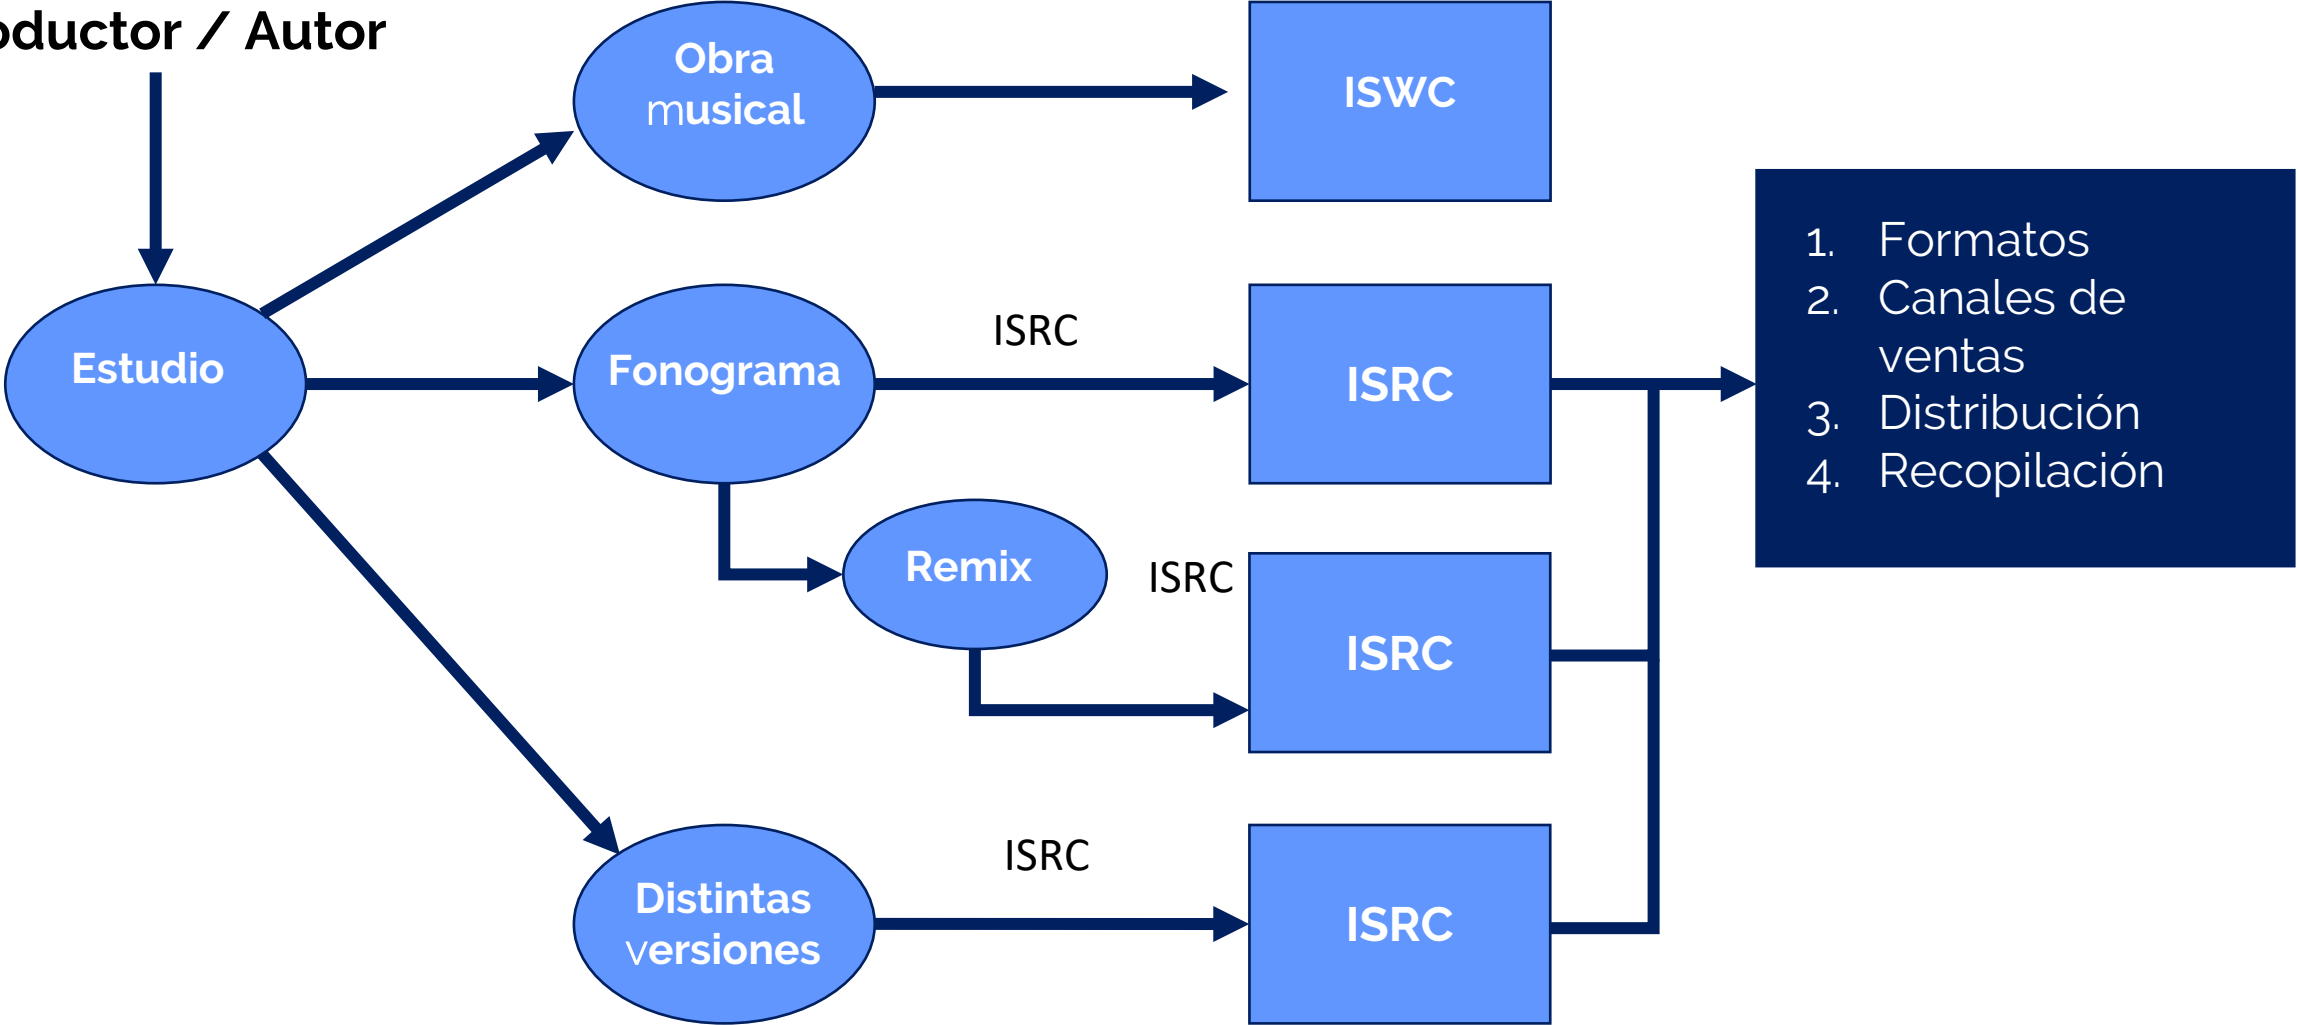 oductor / Autor
Obra
musical
ISWC
Estudio
Fonograma
ISRC
ISRC
1. Formatos
2. Canales de
ventas
3. Distribución
4. Recopilación
Remix
ISRC
ISRC
Distintas
versiones
ISRC
ISRC